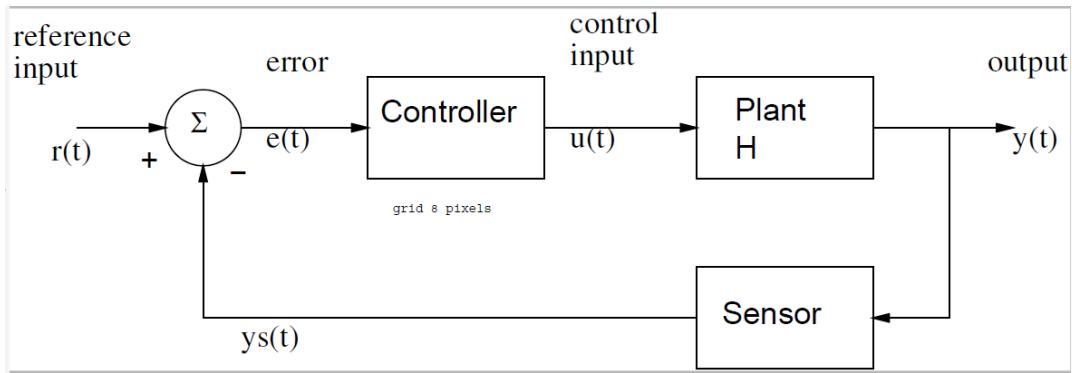 reference
input
error
control
input
output
Σ
Controller
Plant
H
r(t)
+
−
e(t)
u(t)
y(t)
grid 8 pixels
Sensor
ys(t)